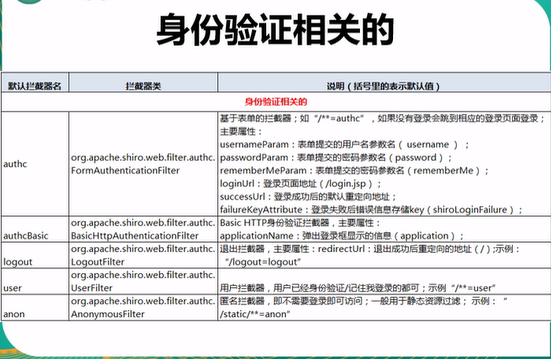 身份验证相关的
默认拦截器名 拦截器类 说明（括号里的表示默认值）
身份验证相关的
authc
org.apache.shiro.web.filter.authc.
FormAuthenticationFilter
基于表单的拦截器；如“/**=authc”，如果没有登录会跳到相应的登录页面登录；
主要属性：
usernameParam：表单提交的用户名参数名（ username ）；
passwordParam：表单提交的密码参数名（password）；
rememberMeParam：表单提交的密码参数名（rememberMe）；
loginUrl：登录页面地址（/login.jsp）；
successUrl：登录成功后的默认重定向地址；
failureKeyAttribute：登录失败后错误信息存储key（shiroLoginFailure）；
authcBasic
org.apache.shiro.web.filter.authc.
BasicHttpAuthenticationFilter
Basic HTTP身份验证拦截器，主要属性：
applicationName：弹出登录框显示的信息（application）；
logout
org.apache.shiro.web.filter.authc.
LogoutFilter
退出拦截器，主要属性：redirectUrl：退出成功后重定向的地址（/）;示例：
“/logout=logout”
user
org.apache.shiro.web.filter.authc.
UserFilter
用户拦截器，用户已经身份验证/记住我登录的都可；示例“/**=user”
anon
org.apache.shiro.web.filter.authc.
AnonymousFilter
匿名拦截器，即不需要登录即可访问；一般用于静态资源过滤；示例：“
/static/**=anon”